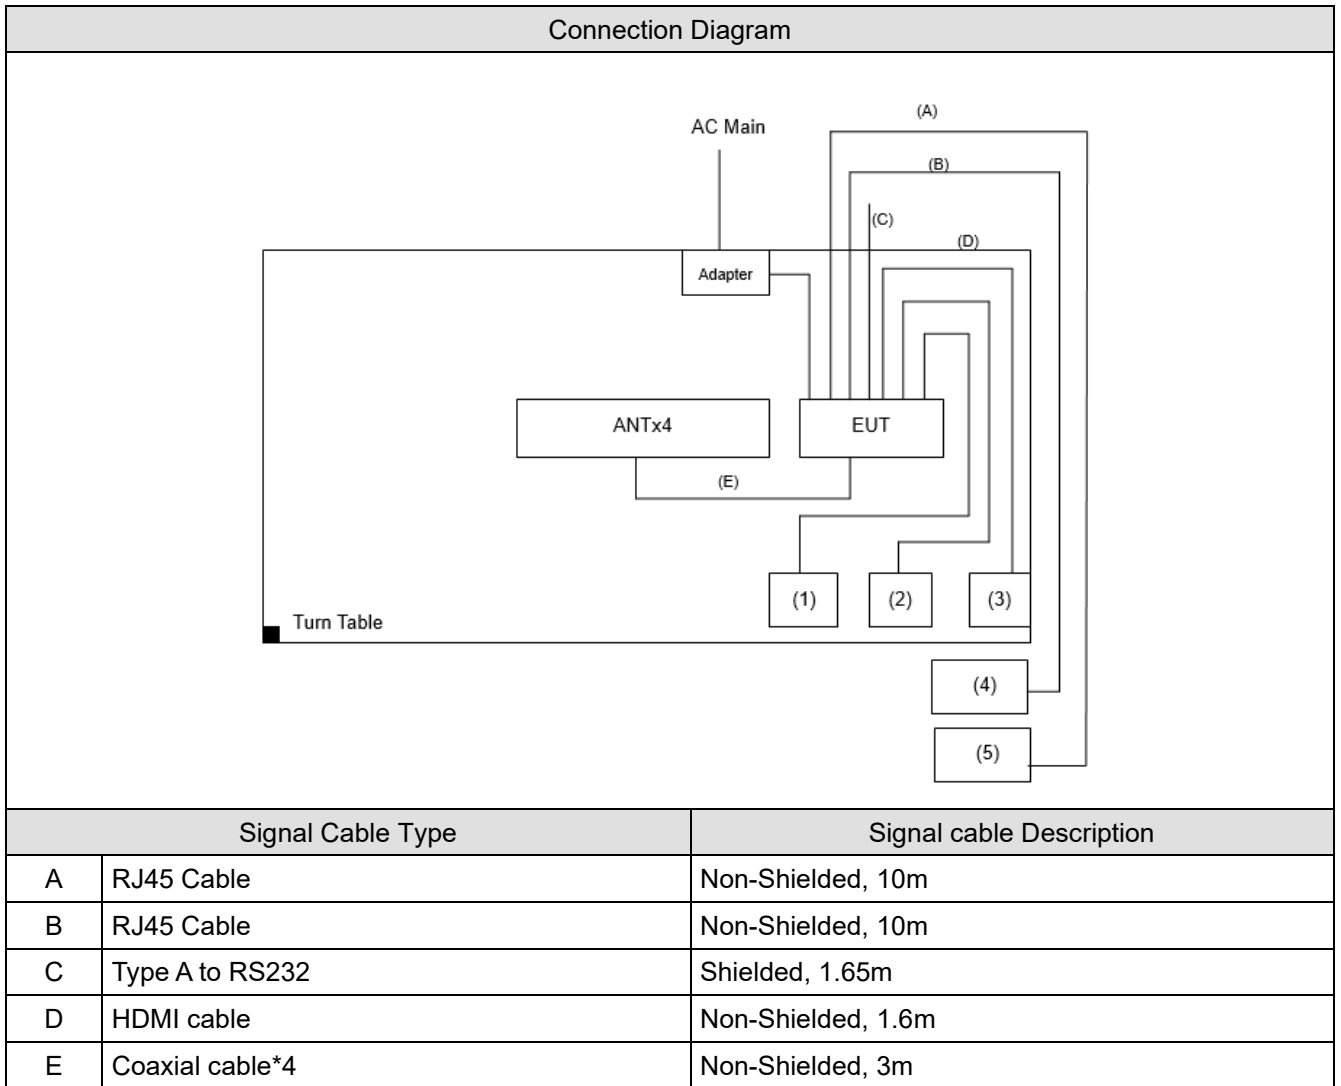 Connection Diagram
(A)
AC Main
(B)
(C)
(D)
Adapter
ANTx4
EUT
(E)
(1)
(2)
(3)
Turn Table
(4)
(5)
Signal Cable Type
Signal cable Description
A RJ45 Cable Non-Shielded, 10m
B RJ45 Cable Non-Shielded, 10m
C Type A to RS232 Shielded, 1.65m
D HDMI cable Non-Shielded, 1.6m
E Coaxial cable*4 Non-Shielded, 3m